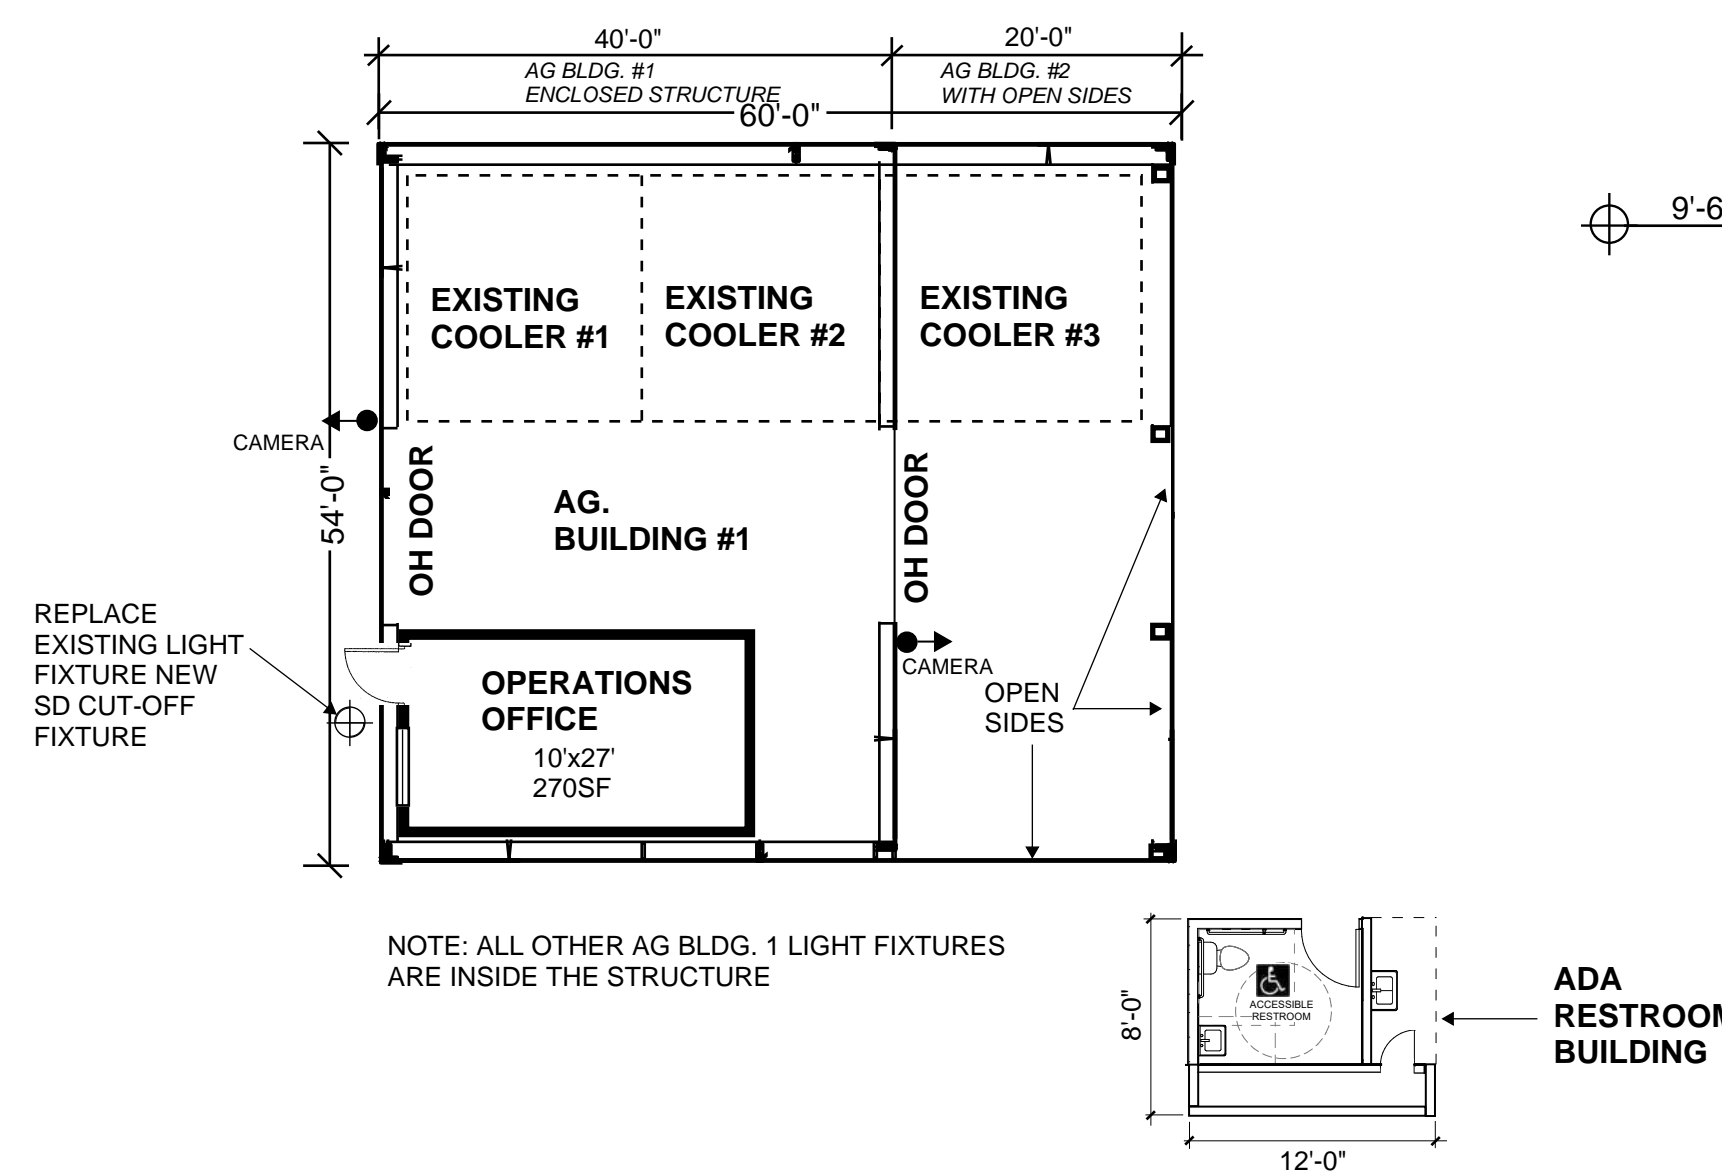 40'-0"
20'-0"
AG BLDG. #1
ENCLOSED STRUCTURE
AG BLDG. #2
WITH OPEN SIDES
60'-0"
9'-6
EXISTING
COOLER #1
EXISTING
COOLER #2
EXISTING
COOLER #3
CAMERA
54'-0"
OH DOOR
AG.
BUILDING #1
OH DOOR
REPLACE
EXISTING LIGHT
FIXTURE NEW
SD CUT-OFF
FIXTURE
OPERATIONS
OFFICE
10'x27'
270SF
CAMERA
OPEN
SIDES
NOTE: ALL OTHER AG BLDG. 1 LIGHT FIXTURES
ARE INSIDE THE STRUCTURE
8'-0"
ACCESSIBLE
RESTROOM
ADA
RESTROOM
BUILDING
12'-0"